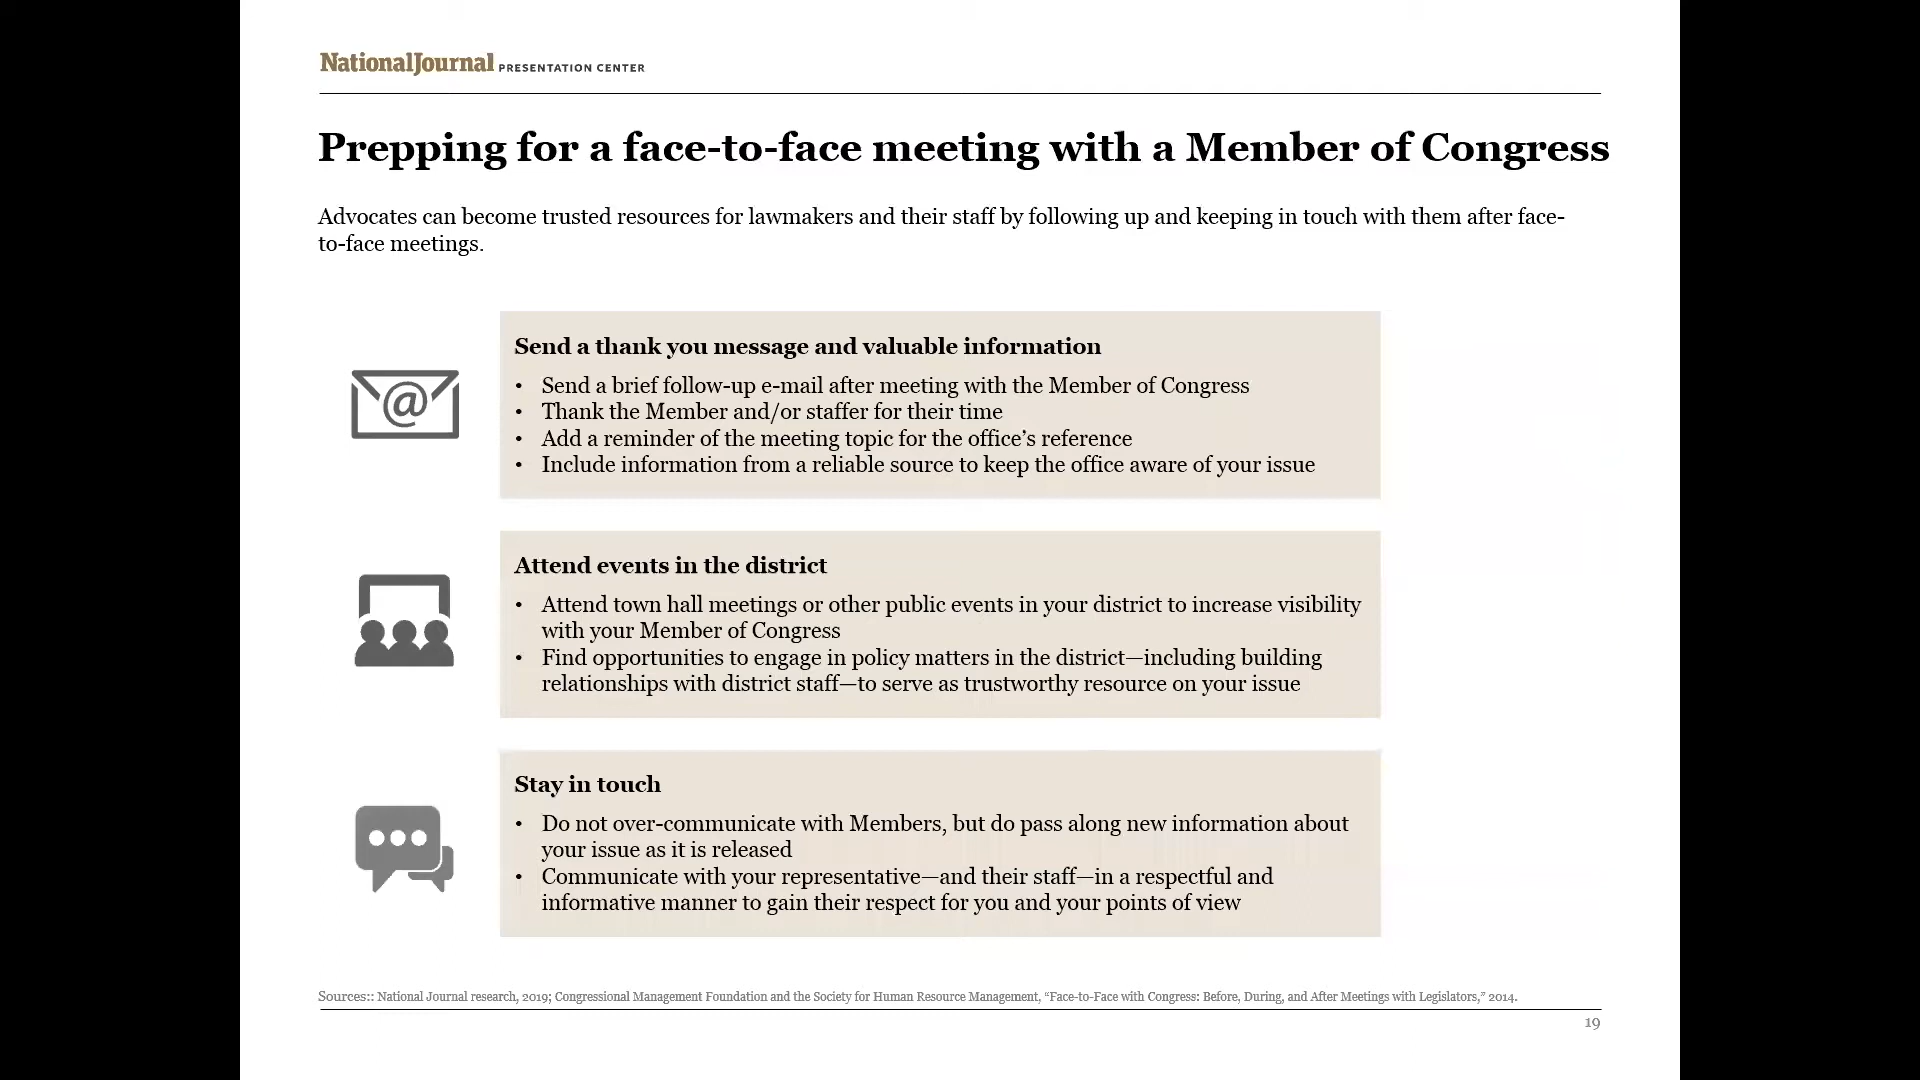 NationalJournal PRESENTATION CENTER
Prepping for a face-to-face meeting with a Member of Congress
Advocates can become trusted resources for lawmakers and their staff by following up and keeping in touch with them after face-
to-face meetings.
@
Send a thank you message and valuable information
• Send a brief follow-up e-mail after meeting with the Member of Congress
• Thank the Member and/or staffer for their time
• Add a reminder of the meeting topic for the office’s reference
• Include information from a reliable source to keep the office aware of your issue
Attend events in the district
• Attend town hall meetings or other public events in your district to increase visibility
with your Member of Congress
• Find opportunities to engage in policy matters in the district—including building
relationships with district staff—to serve as trustworthy resource on your issue
Stay in touch
• Do not over-communicate with Members, but do pass along new information about
your issue as it is released
• Communicate with your representative—and their staff—in a respectful and
informative manner to gain their respect for you and your points of view
Sources:: National Journal research, 2019; Congressional Management Foundation and the Society for Human Resource Management, “Face-to-Face with Congress: Before, During, and After Meetings with Legislators,” 2014.
19